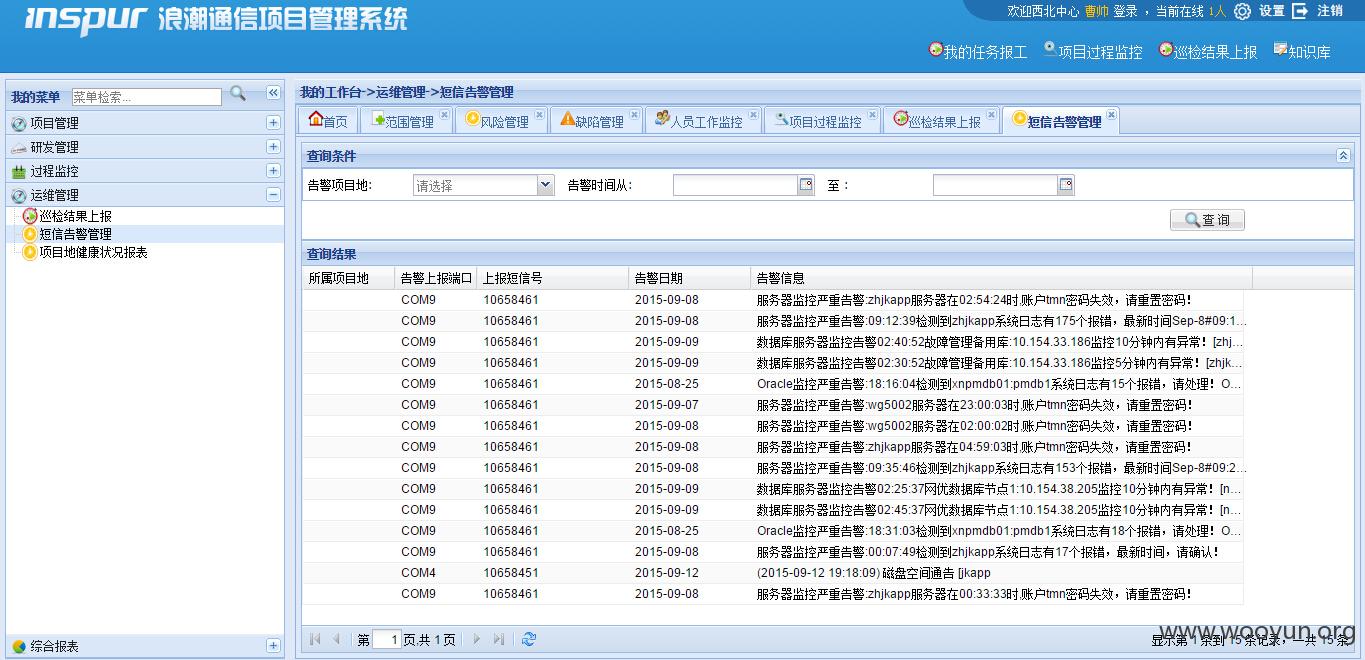 inspur 浪潮通信项目管理系统
欢迎西北中心 曹帅 登录 ，当前在线 1人 设置 注销
我的任务报工 项目过程监控 巡检结果上报 知识库
我的菜单 菜单检索...
项目管理
研发管理
过程监控
运维管理
巡检结果上报
短信告警管理
项目地健康状况报表
综合报表
我的工作台->运维管理->短信告警管理
首页 范围管理 风险管理 缺陷管理 人员工作监控 项目过程监控 巡检结果上报 短信告警管理
查询条件
告警项目地: 请选择 告警时间从: 至：
查询
查询结果
所属项目地 告警上报端口 上报短信号 告警日期 告警信息
COM9 10658461 2015-09-08 服务器监控严重告警:zhjkapp服务器在02:54:24时,账户tmn密码失效，请重置密码！
COM9 10658461 2015-09-08 服务器监控严重告警:09:12:39检测到zhjkapp系统日志有175个报错，最新时间Sep-8#09:1...
COM9 10658461 2015-09-09 数据库服务器监控告警02:40:52故障管理备用库:10.154.33.186监控10分钟内有异常！[zhj...
COM9 10658461 2015-09-09 数据库服务器监控告警02:30:52故障管理备用库:10.154.33.186监控5分钟内有异常！[zhjk...
COM9 10658461 2015-08-25 Oracle监控严重告警:18:16:04检测到xnpmdb01:pmdb1系统日志有15个报错，请处理！O...
COM9 10658461 2015-09-07 服务器监控严重告警:wg5002服务器在23:00:03时,账户tmn密码失效，请重置密码！
COM9 10658461 2015-09-08 服务器监控严重告警:wg5002服务器在02:00:02时,账户tmn密码失效，请重置密码！
COM9 10658461 2015-09-08 服务器监控严重告警:zhjkapp服务器在04:59:03时,账户tmn密码失效，请重置密码！
COM9 10658461 2015-09-08 服务器监控严重告警:09:35:46检测到zhjkapp系统日志有153个报错，最新时间Sep-8#09:2...
COM9 10658461 2015-09-09 数据库服务器监控告警02:25:37网优数据库节点1:10.154.38.205监控10分钟内有异常！[n...
COM9 10658461 2015-09-09 数据库服务器监控告警02:45:37网优数据库节点1:10.154.38.205监控10分钟内有异常！[n...
COM9 10658461 2015-08-25 Oracle监控严重告警:18:31:03检测到xnpmdb01:pmdb1系统日志有18个报错，请处理！O...
COM9 10658461 2015-09-08 服务器监控严重告警:00:07:49检测到zhjkapp系统日志有17个报错，最新时间，请确认！
COM4 10658451 2015-09-12 (2015-09-12 19:18:09) 磁盘空间通告 [jkapp
COM9 10658461 2015-09-08 服务器监控严重告警:zhjkapp服务器在00:33:33时,账户tmn密码失效，请重置密码！
第 1 页,共 1 页
显示第 1 条到 15 条记录，一共 15 条
www.wooyun.org